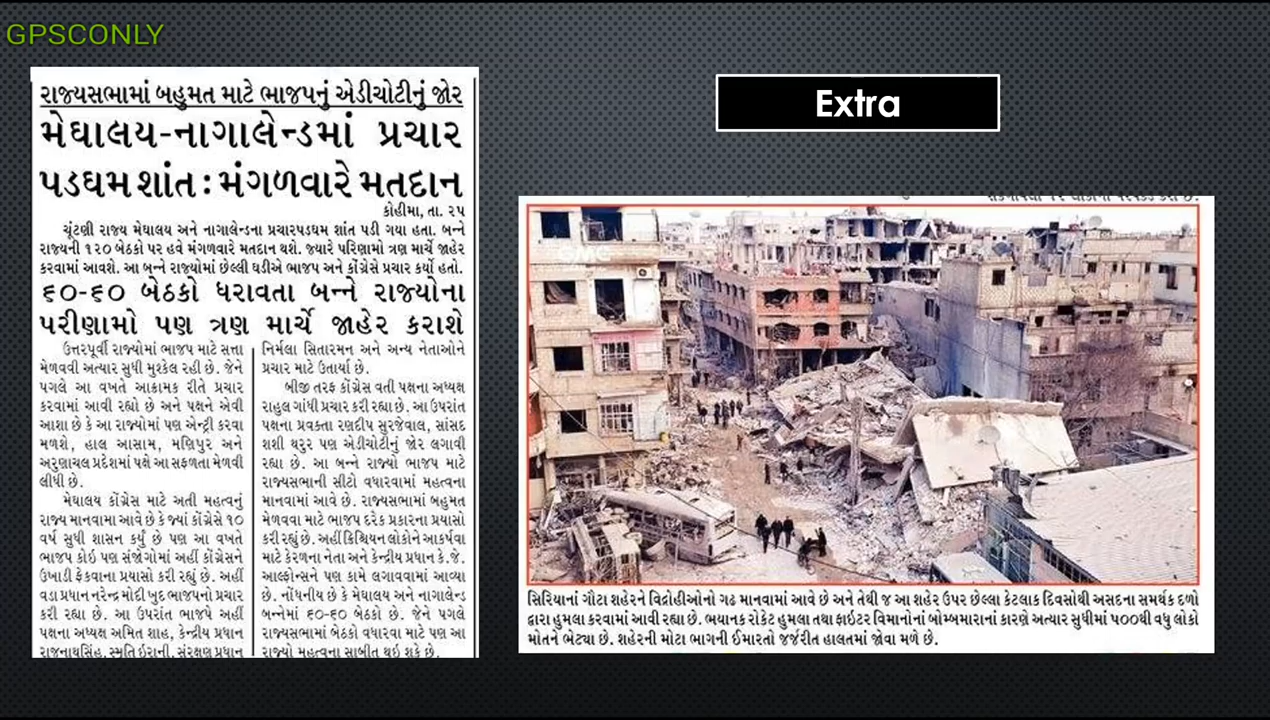 GPSCONLY
રાજ્યસભામાં બહુમત માટે ભાજપનું એડીચોટીનું જોર
મેઘાલય-નાગાલેન્ડમાં પ્રચાર
પડઘમ શાંત : મંગળવારે મતદાન
કોહીમા, તા. ૨૫
ચૂંટણી રાજ્ય મેઘાલય અને નાગાલેન્ડના પ્રચારપડઘમ શાંત પડી ગયા હતા. બન્ને
રાજ્યની ૧૨૦ બેઠકો પર હવે મંગળવારે મતદાન થશે. જ્યારે પરિણામો ત્રણ માર્ચે જાહેર
કરવામાં આવશે. આ બન્ને રાજ્યોમાં છેલ્લી ઘડીએ ભાજપ અને કોંગ્રેસે પ્રચાર કર્યો હતો.
૬૦-૬૦ બેઠકો ધરાવતા બન્ને રાજ્યોના
પરીણામો પણ ત્રણ માર્ચે જાહેર કરાશે
ઉત્તરપૂર્વી રાજ્યોમાં ભાજપ માટે સત્તા
મેળવવી અત્યાર સુધી મુશ્કેલ રહી છે. જેને
પગલે આ વખતે આક્રામક રીતે પ્રચાર
કરવામાં આવી રહ્યો છે અને પક્ષને એવી
આશા છે કે આ રાજ્યોમાં પણ એન્ટ્રી કરવા
મળશે, હાલ આસામ, મણિપુર અને
અરુણાચલ પ્રદેશમાં પક્ષે આ સફળતા મેળવી
લીધી છે.
મેઘાલય કોંગ્રેસ માટે અતી મહત્વનું
રાજ્ય માનવામા આવે છે કે જ્યાં કોંગ્રેસે ૧૦
વર્ષ સુધી શાસન કર્યું છે પણ આ વખતે
ભાજપ કોઇ પણ સંજોગોમાં અહીં કોંગ્રેસને
ઉખાડી ફેંકવાના પ્રયાસો કરી રહ્યું છે. અહીં
વડા પ્રધાન નરેન્દ્ર મોદી ખુદ ભાજપનો પ્રચાર
કરી રહ્યા છે. આ ઉપરાંત ભાજપે અહીં
પક્ષના અધ્યક્ષ અમિત શાહ, કેન્દ્રીય પ્રધાન
રાજનાથસિંહ, સ્મૃતિ ઇરાની, સંરક્ષણ પ્રધાન
નિર્મલા સિતારમન અને અન્ય નેતાઓને
પ્રચાર માટે ઉતાર્યા છે.
બીજી તરફ કોંગ્રેસ વતી પક્ષના અધ્યક્ષ
રાહુલ ગાંધી પ્રચાર કરી રહ્યા છે. આ ઉપરાંત
પક્ષના પ્રવક્તા રણદીપ સુરજેવાલ, સાંસદ
શશી થરુર પણ એડીચોટીનું જોર લગાવી
રહ્યા છે. આ બન્ને રાજ્યો ભાજપ માટે
રાજ્યસભાની સીટો વધારવામાં મહત્વના
માનવામાં આવે છે. રાજ્યસભામાં બહુમત
મેળવવા માટે ભાજપ દરેક પ્રકારના પ્રયાસો
કરી રહ્યું છે. અહીં ક્રિશ્ચિયન લોકોને આકર્ષવા
માટે કેરળના નેતા અને કેન્દ્રીય પ્રધાન કે. જે.
આલ્ફોન્સને પણ કામે લગાવવામાં આવ્યા
છે. નોંધનીય છે કે મેઘાલય અને નાગાલેન્ડ
બન્નેમાં ૬૦-૬૦ બેઠકો છે. જેને પગલે
રાજ્યસભામાં બેઠકો વધારવા માટે પણ આ
રાજ્યો મહત્વના સાબીત થઇ શકે છે.
Extra
સિરિયાનાં ગૌટા શહેરને વિદ્રોહીઓનો ગઢ માનવામાં આવે છે અને તેથી જ આ શહેર ઉપર છેલ્લા કેટલાક દિવસોથી અસદના સમર્થક દળો
દ્વારા હુમલા કરવામાં આવી રહ્યા છે. ભયાનક રોકેટ હુમલા તથા ફાઇટર વિમાનોનાં બોમ્બમારાનાં કારણે અત્યાર સુધીમાં ૫૦૦થી વધુ લોકો
મોતને ભેટ્યા છે. શહેરની મોટા ભાગની ઈમારતો જર્જરીત હાલતમાં જોવા મળે છે.